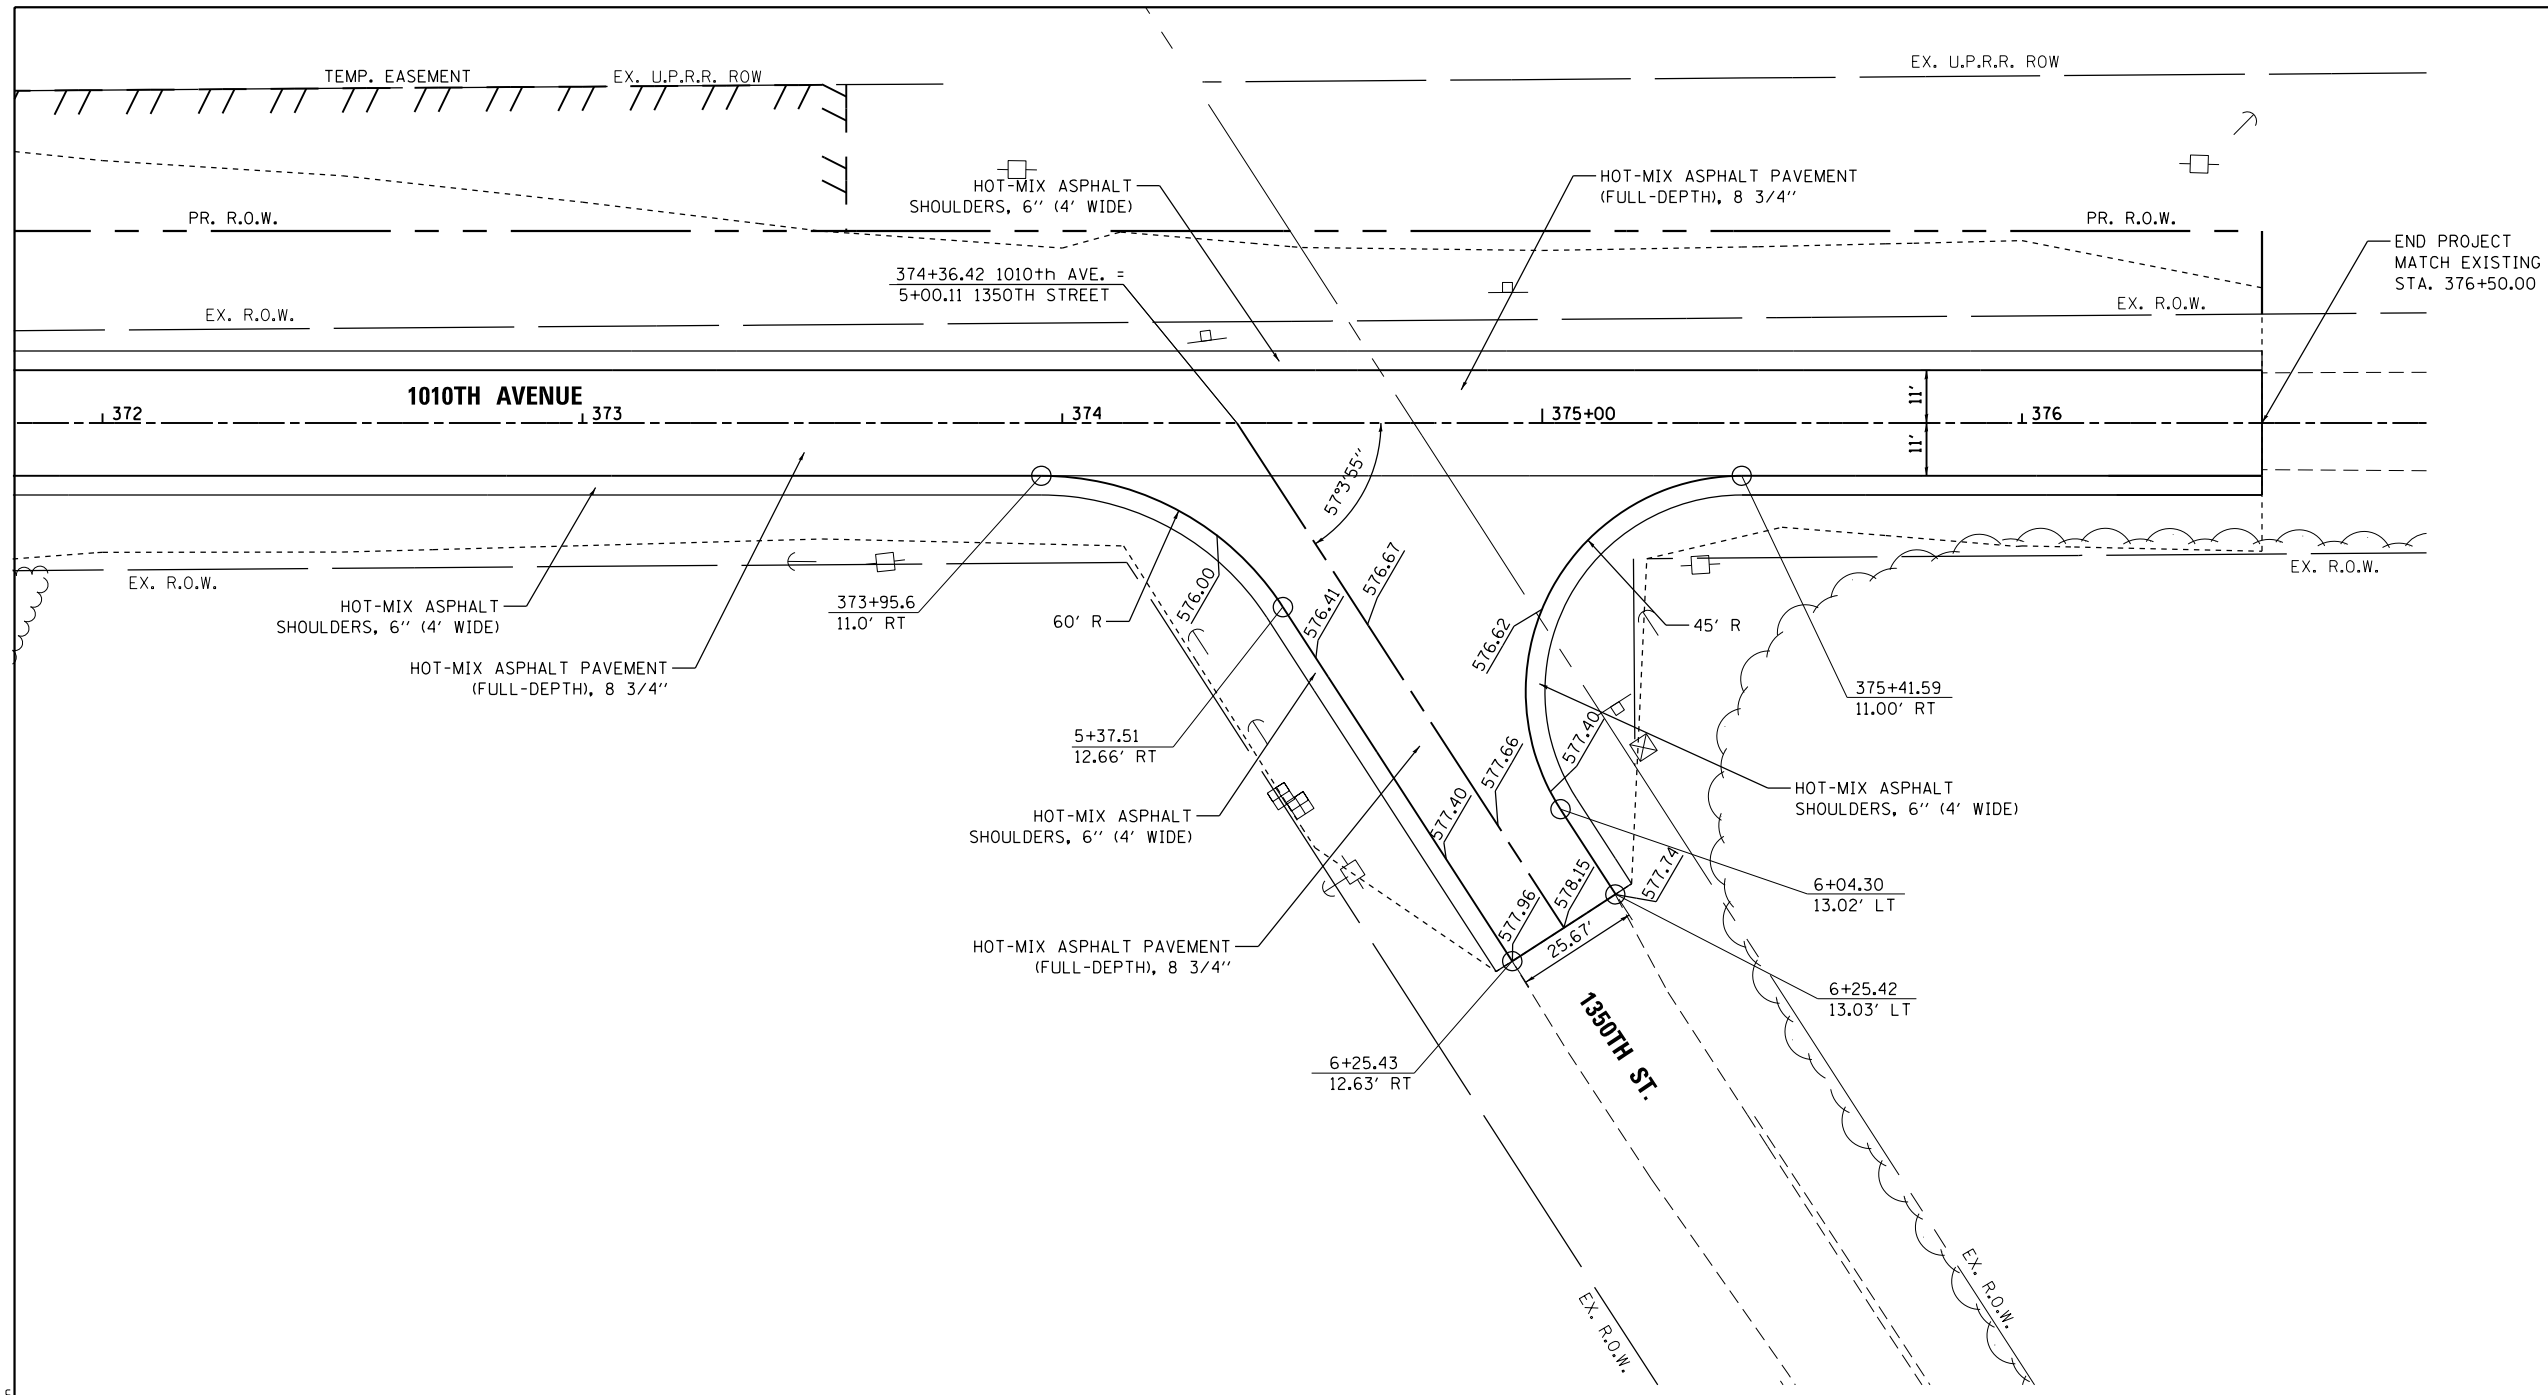 TEMP. EASEMENT
EX. U.P.R.R. ROW
EX. U.P.R.R. ROW
HOT-MIX ASPHALT
SHOULDERS, 6'' (4' WIDE)
HOT-MIX ASPHALT PAVEMENT
(FULL-DEPTH), 8 3/4''
PR. R.O.W.
PR. R.O.W.
END PROJECT
MATCH EXISTING
STA. 376+50.00
374+36.42 1010th AVE. =
5+00.11 1350TH STREET
EX. R.O.W.
EX. R.O.W.
1010TH AVENUE
11'
372
373
374
375+00
376
11'
57°3'55''
EX. R.O.W.
EX. R.O.W.
HOT-MIX ASPHALT
SHOULDERS, 6'' (4' WIDE)
373+95.6
11.0' RT
60' R
576.00
576.41
576.67
576.62
45' R
HOT-MIX ASPHALT PAVEMENT
(FULL-DEPTH), 8 3/4''
375+41.59
11.00' RT
5+37.51
12.66' RT
577.40
577.66
577.40
HOT-MIX ASPHALT
SHOULDERS, 6'' (4' WIDE)
HOT-MIX ASPHALT
SHOULDERS, 6'' (4' WIDE)
577.96
578.15
577.74
6+04.30
13.02' LT
HOT-MIX ASPHALT PAVEMENT
(FULL-DEPTH), 8 3/4''
25.67'
6+25.42
13.03' LT
1350TH ST.
6+25.43
12.63' RT
EX. R.O.W.
EX. R.O.W.